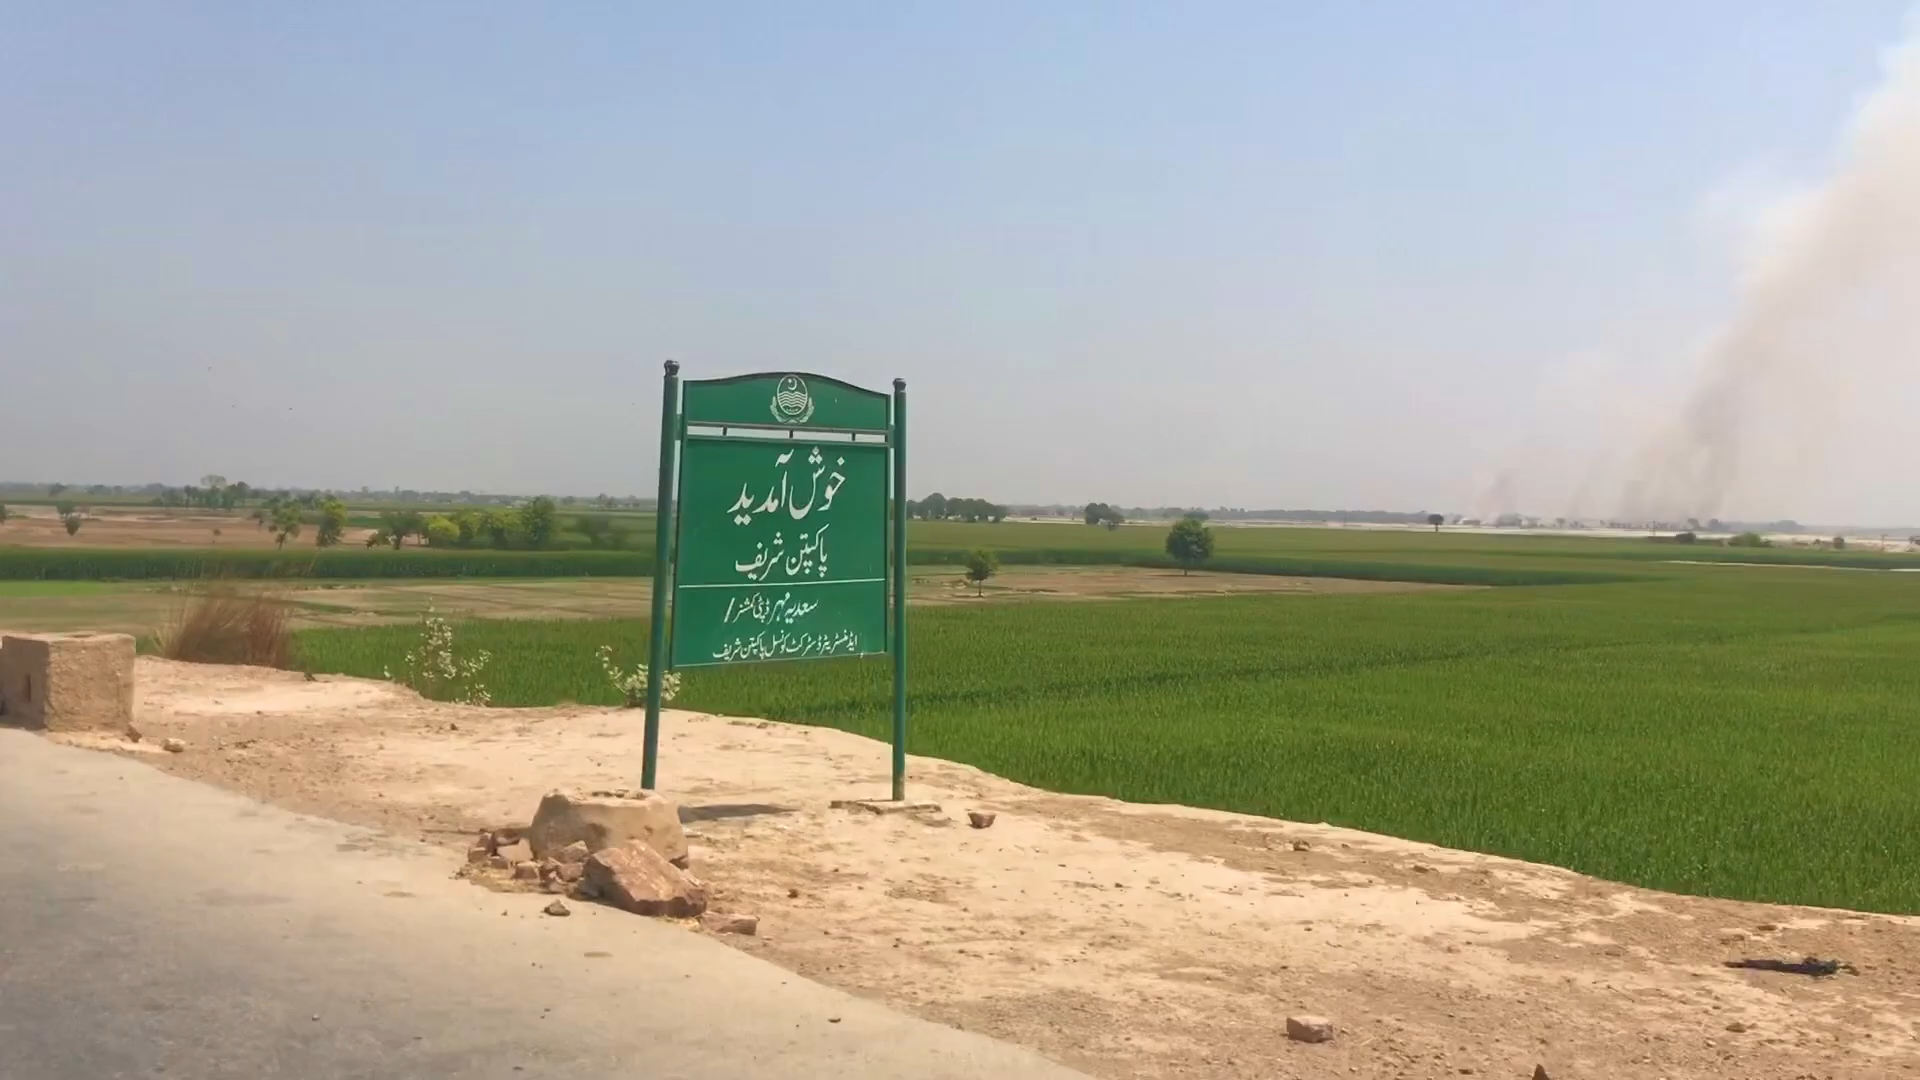 خوش آمدید
پاکپتن شریف
سعدیہ مہر ڈپٹی کمشنر /
ایڈمنسٹریٹر ڈسٹرکٹ کونسل پاکپتن شریف